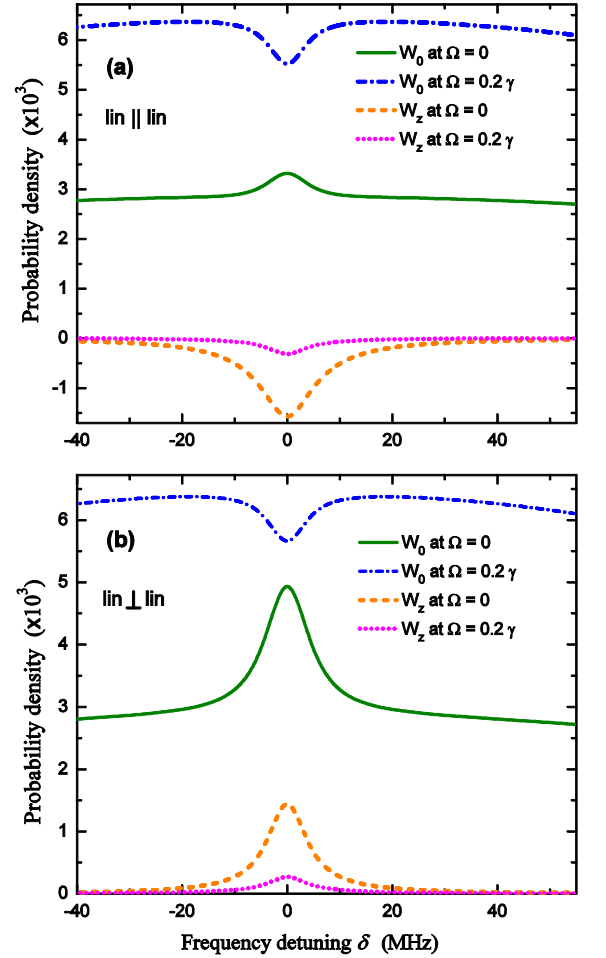 6
5
4
3
2
1
0
-1
-40
-20
0
20
40
Probability density (x10³)
(a)
lin || lin
W₀ at Ω = 0
W₀ at Ω = 0.2 γ
W_z at Ω = 0
W_z at Ω = 0.2 γ
6
5
4
3
2
1
0
-40
-20
0
20
40
Probability density (x10³)
(b)
lin ⊥ lin
W₀ at Ω = 0
W₀ at Ω = 0.2 γ
W_z at Ω = 0
W_z at Ω = 0.2 γ
Frequency detuning δ (MHz)